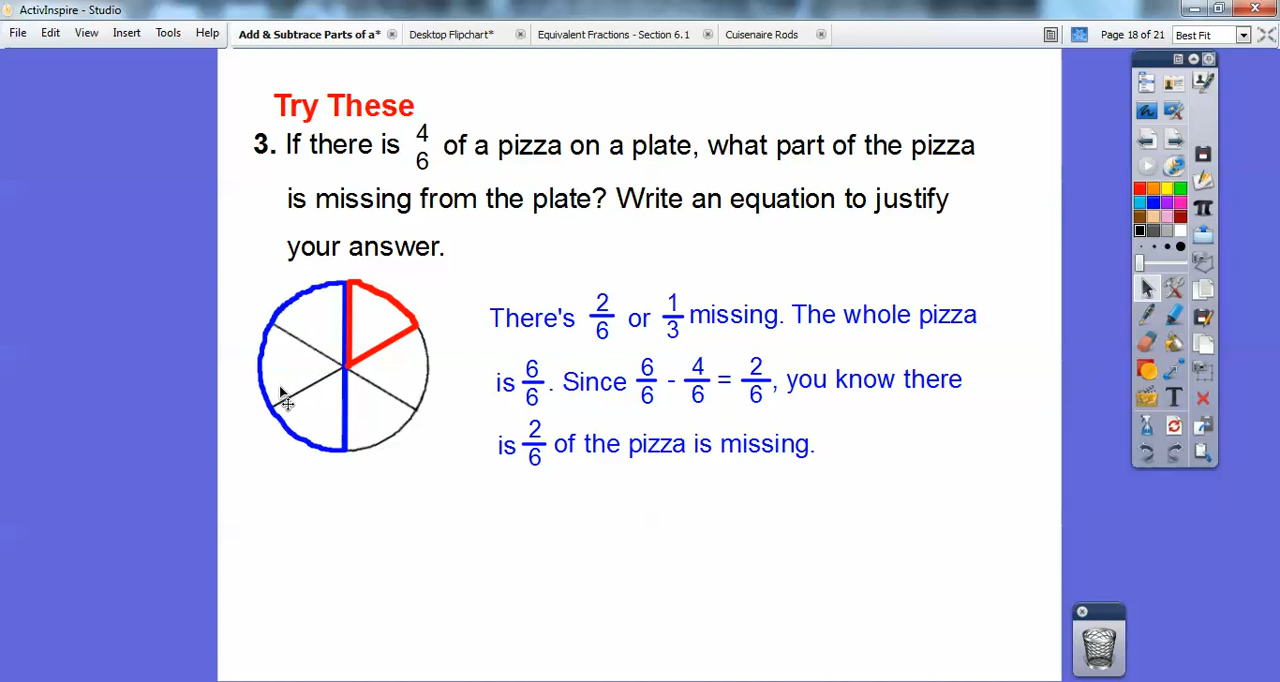 ActivInspire - Studio
File Edit View Insert Tools Help
Add & Subtrace Parts of a* Desktop Flipchart* Equivalent Fractions - Section 6.1 Cuisenaire Rods Page 18 of 21 Best Fit
Try These
3. If there is 4/6 of a pizza on a plate, what part of the pizza
is missing from the plate? Write an equation to justify
your answer.
There's 2/6 or 1/3 missing. The whole pizza
is 6/6. Since 6/6 - 4/6 = 2/6, you know there
is 2/6 of the pizza is missing.